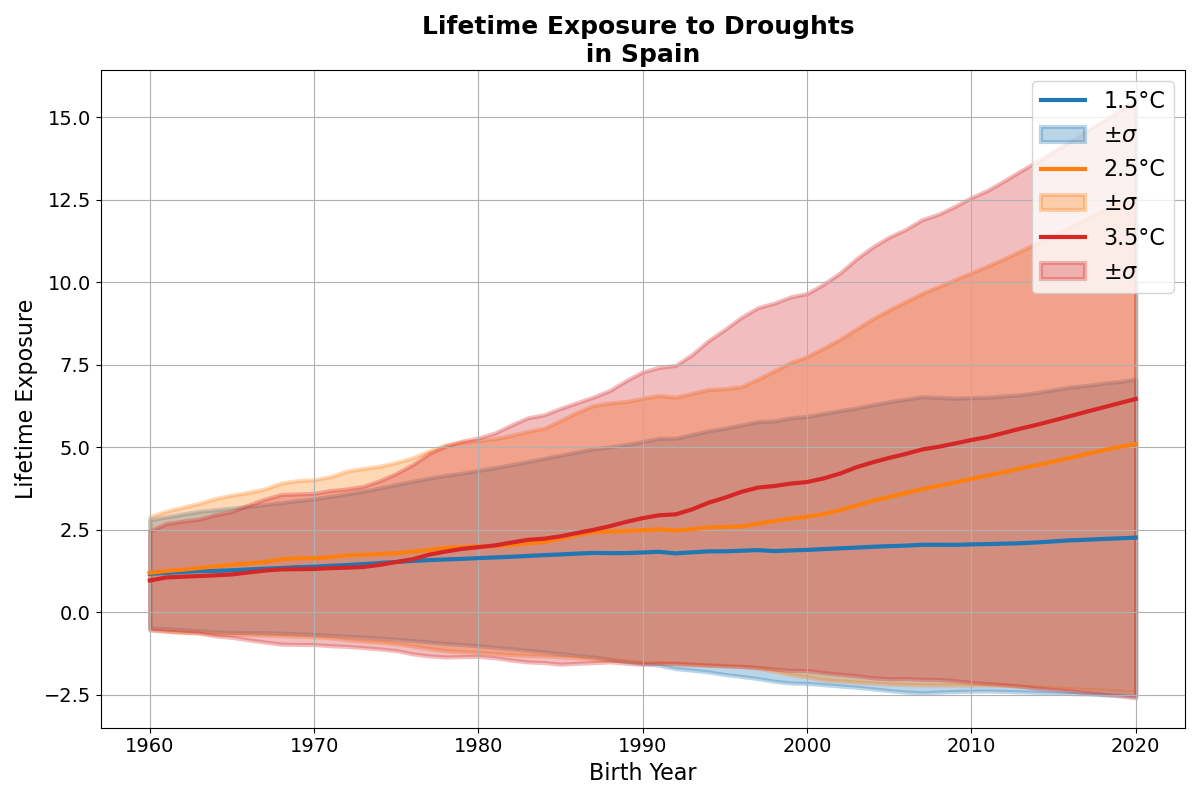 Lifetime Exposure to Droughts
in Spain
1.5°C
±σ
2.5°C
±σ
3.5°C
±σ
Lifetime Exposure
15.0
12.5
10.0
7.5
5.0
2.5
0.0
−2.5
1960 1970 1980 1990 2000 2010 2020
Birth Year